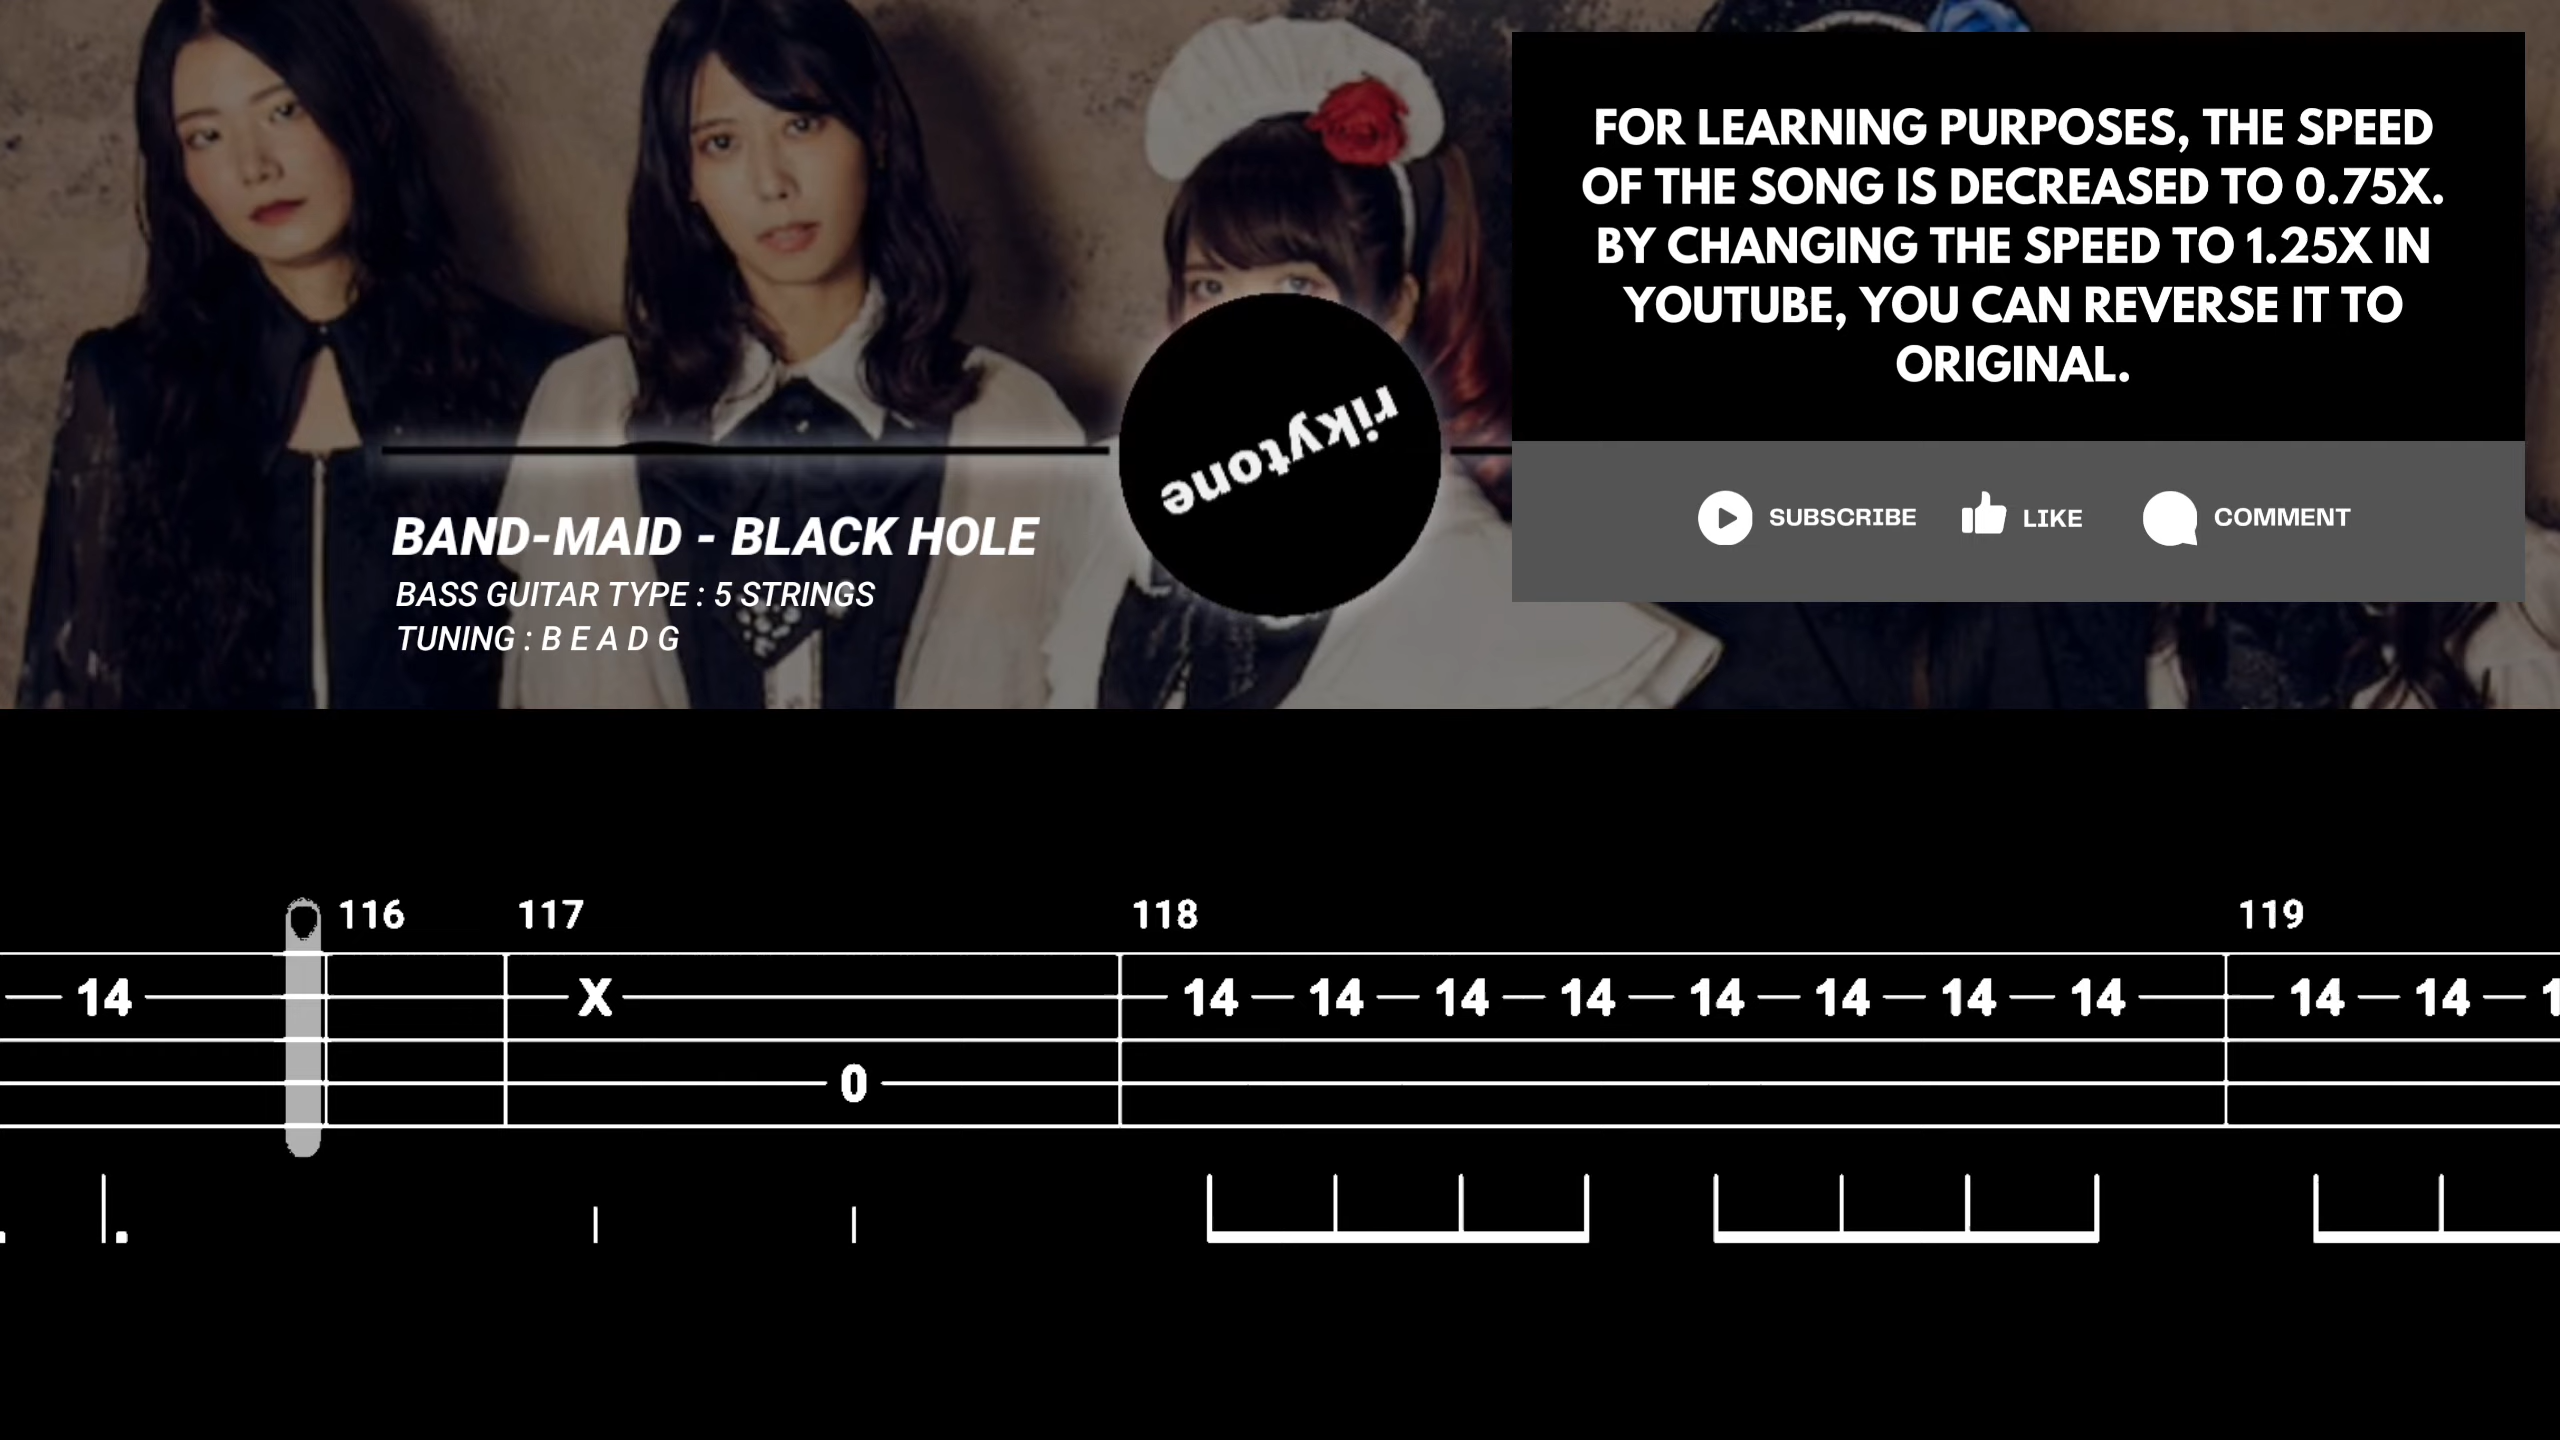 FOR LEARNING PURPOSES, THE SPEED
OF THE SONG IS DECREASED TO 0.75X.
BY CHANGING THE SPEED TO 1.25X IN
YOUTUBE, YOU CAN REVERSE IT TO
ORIGINAL.
SUBSCRIBE LIKE COMMENT
rikytone
BAND-MAID - BLACK HOLE
BASS GUITAR TYPE : 5 STRINGS
TUNING : B E A D G
116 117 118 119
14 X 14 14 14 14 14 14 14 14 14 14
0